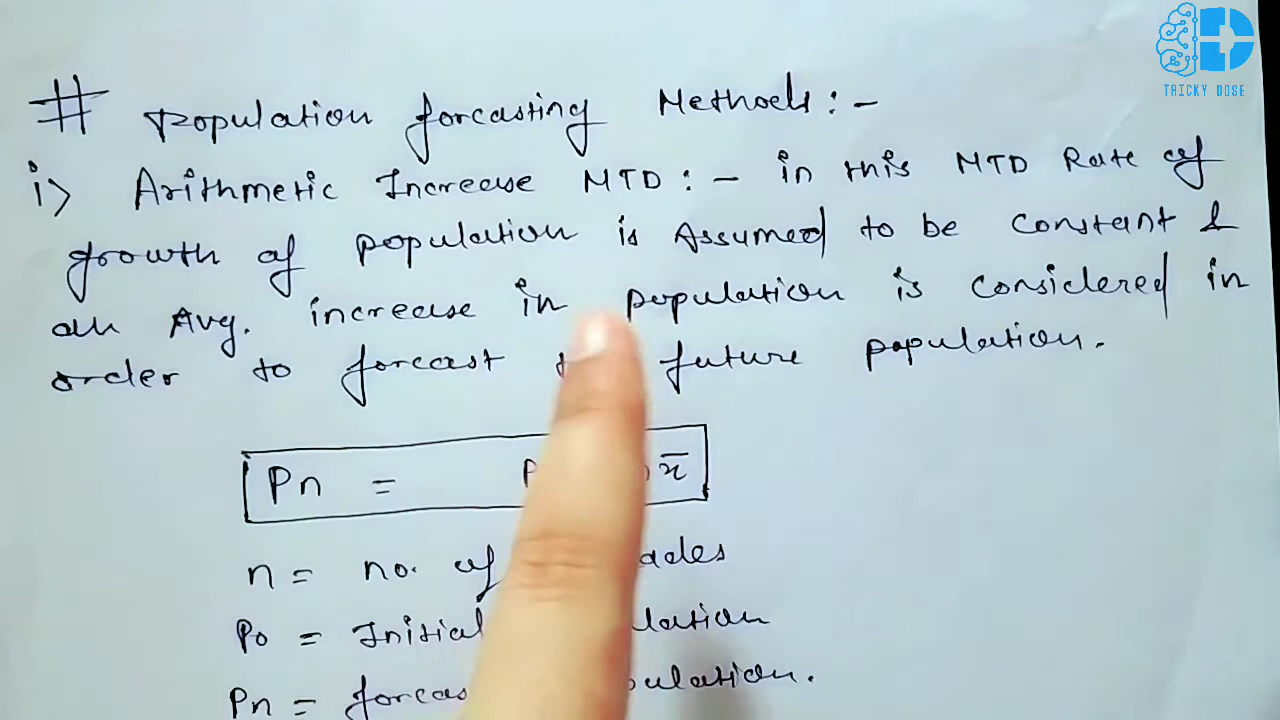 TRICKY DOSE
# Population forcasting Methods:-
i> Arithmetic Increase MTD:- in this MTD Rate of
growth of population is Assumed to be constant &
an Avg. increase in population is considered in
order to forcast future population.
Pn = x̄
n = no. of
Po = Initial
Pn =